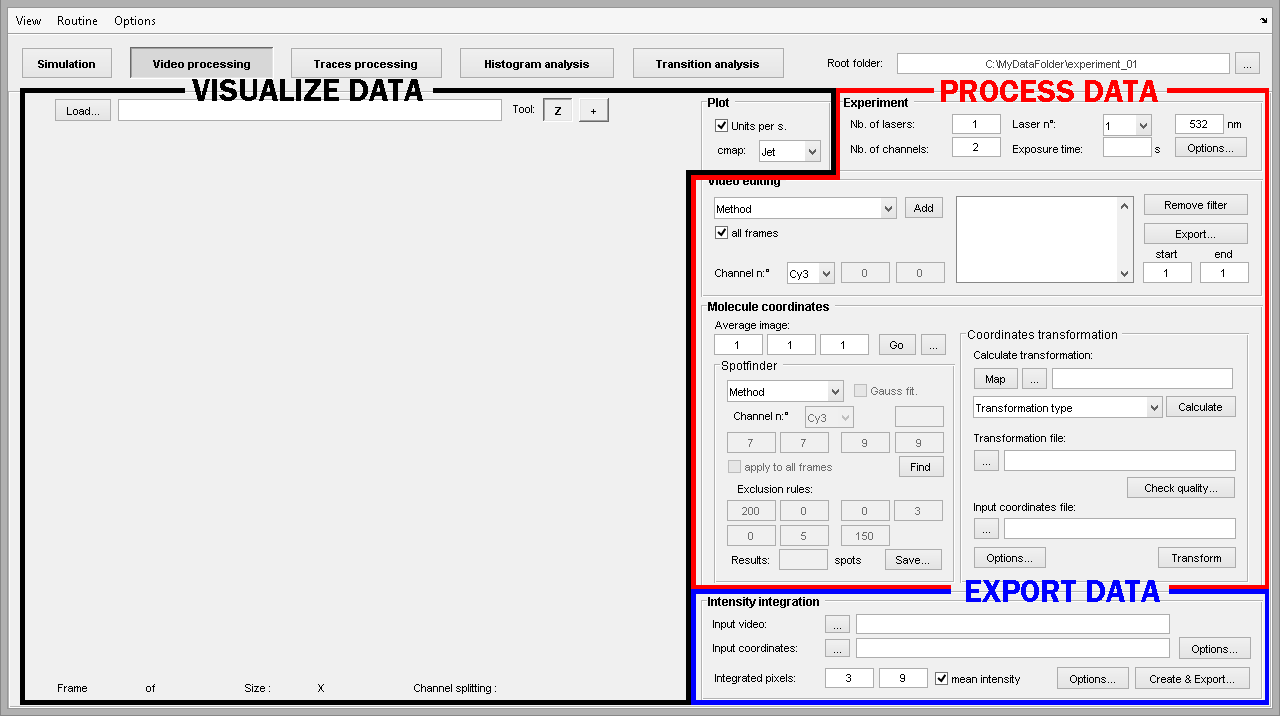 View Routine Options
Simulation Video processing Traces processing Histogram analysis Transition analysis Root folder: C:\MyDataFolder\experiment_01 ...
VISUALIZE DATA
PROCESS DATA
Load... Tool: Z +
Plot
Units per s.
cmap: Jet
Experiment
Nb. of lasers: 1 Laser n°: 1 532 nm
Nb. of channels: 2 Exposure time: s Options...
Video editing
Method Add Remove filter
all frames Export...
start end
Channel n:° Cy3 0 0 1 1
Molecule coordinates
Average image:
1 1 1 Go ...
Spotfinder
Method Gauss fit.
Channel n:° Cy3
7 7 9 9
apply to all frames Find
Exclusion rules:
200 0 0 3
0 5 150
Results: spots Save...
Coordinates transformation
Calculate transformation:
Map ...
Transformation type Calculate
Transformation file:
...
Check quality...
Input coordinates file:
...
Options... Transform
EXPORT DATA
Intensity integration
Input video: ...
Input coordinates: ... Options...
Integrated pixels: 3 9 mean intensity Options... Create & Export...
Frame of Size : X Channel splitting :